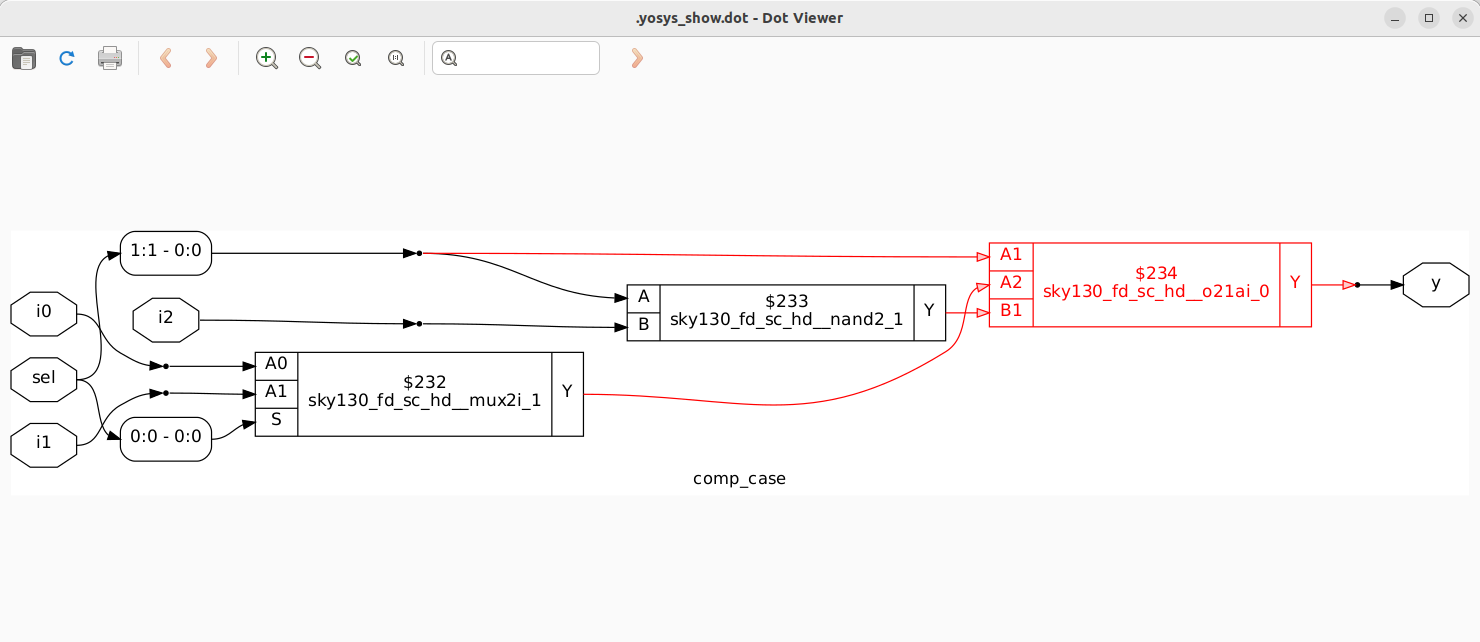 .yosys_show.dot - Dot Viewer
A
1:1 - 0:0
i0
i2
sel
i1
0:0 - 0:0
A0
A1
S
$232
sky130_fd_sc_hd__mux2i_1
Y
A
B
$233
sky130_fd_sc_hd__nand2_1
Y
A1
A2
B1
$234
sky130_fd_sc_hd__o21ai_0
Y
y
comp_case